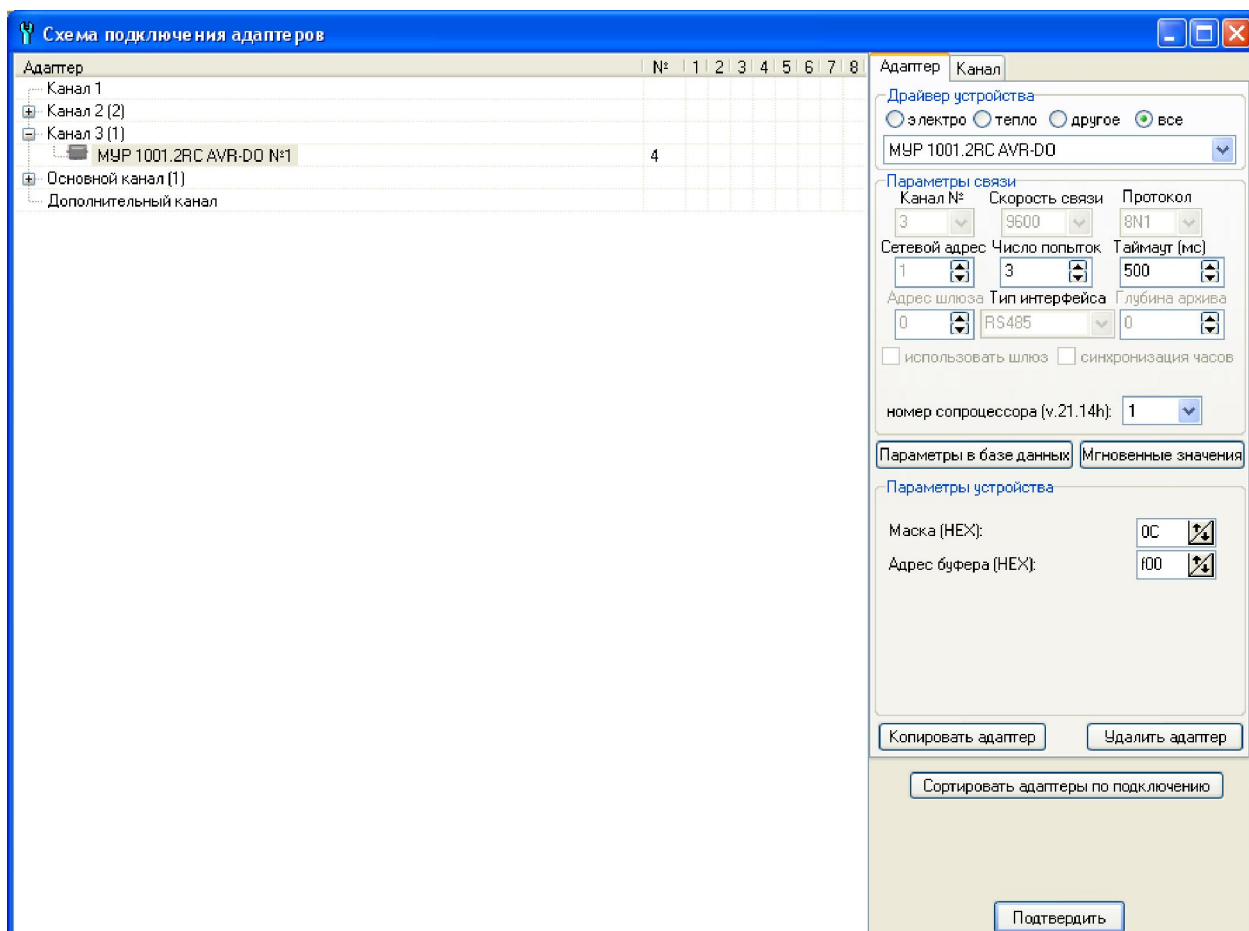 Схема подключения адаптеров
Адаптер № 1 2 3 4 5 6 7 8
Канал 1
Канал 2 (2)
Канал 3 (1)
МУР 1001.2RC AVR-DO №1 4
Основной канал (1)
Дополнительный канал
Адаптер Канал
Драйвер устройства
электро тепло другое все
МУР 1001.2RC AVR-DO
Параметры связи
Канал № Скорость связи Протокол
3 9600 8N1
Сетевой адрес Число попыток Таймаут (мс)
1 3 500
Адрес шлюза Тип интерфейса Глубина архива
0 RS485 0
использовать шлюз синхронизация часов
номер сопроцессора (v.21.14h): 1
Параметры в базе данных Мгновенные значения
Параметры устройства
Маска (HEX): 0C
Адрес буфера (HEX): f00
Копировать адаптер Удалить адаптер
Сортировать адаптеры по подключению
Подтвердить